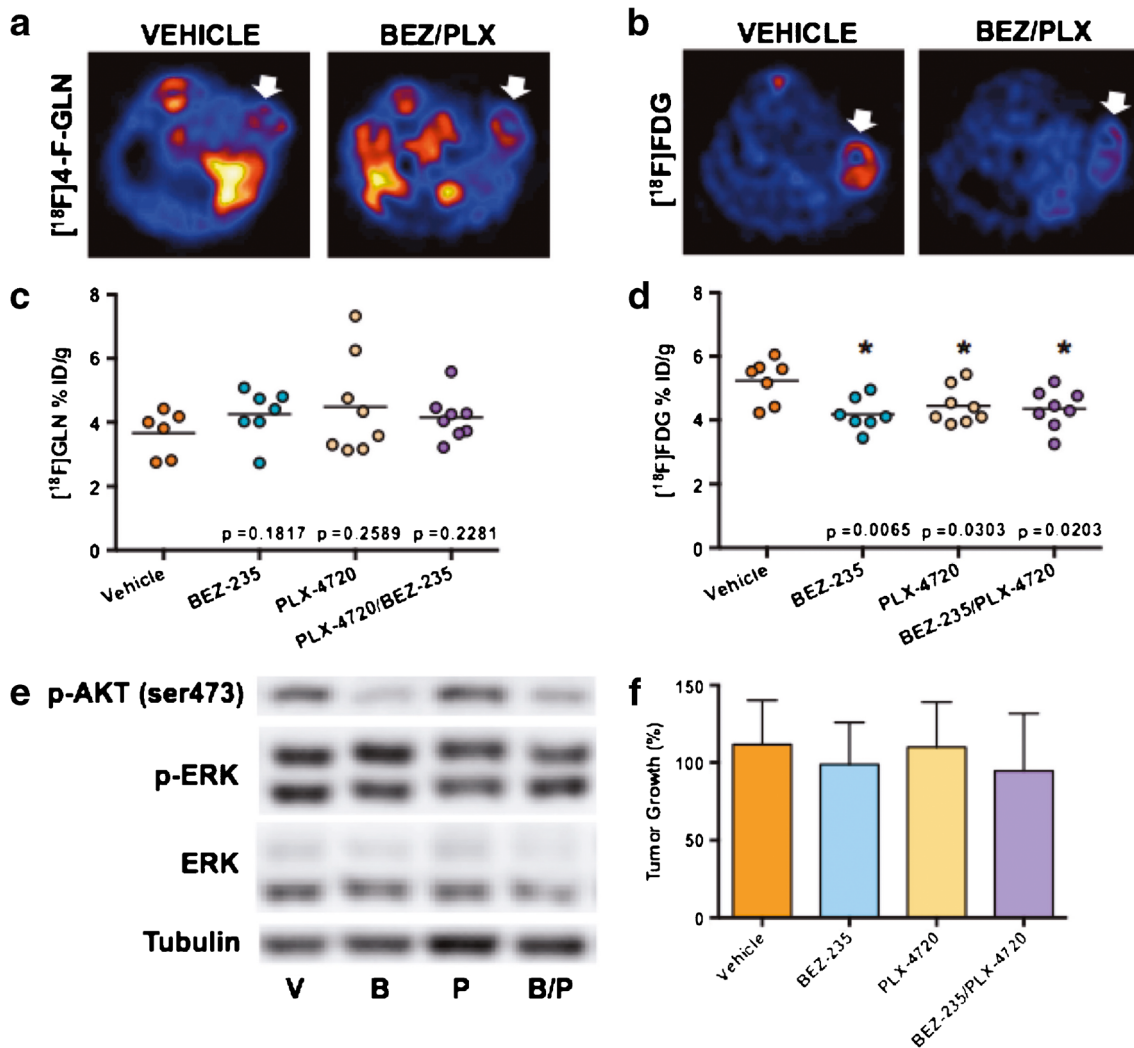 a
VEHICLE
BEZ/PLX
[¹⁸F]4-F-GLN
b
VEHICLE
BEZ/PLX
[¹⁸F]FDG
c
[¹⁸F]GLN % ID/g
8
6
4
2
0
p =0.1817
p =0.2589
p =0.2281
Vehicle
BEZ-235
PLX-4720
PLX-4720/BEZ-235
d
[¹⁸F]FDG % ID/g
8
6
4
2
0
*
*
*
p =0.0065
p =0.0303
p =0.0203
Vehicle
BEZ-235
PLX-4720
BEZ-235/PLX-4720
e
p-AKT (ser473)
p-ERK
ERK
Tubulin
V B P B/P
f
Tumor Growth (%)
150
100
50
0
Vehicle
BEZ-235
PLX-4720
BEZ-235/PLX-4720